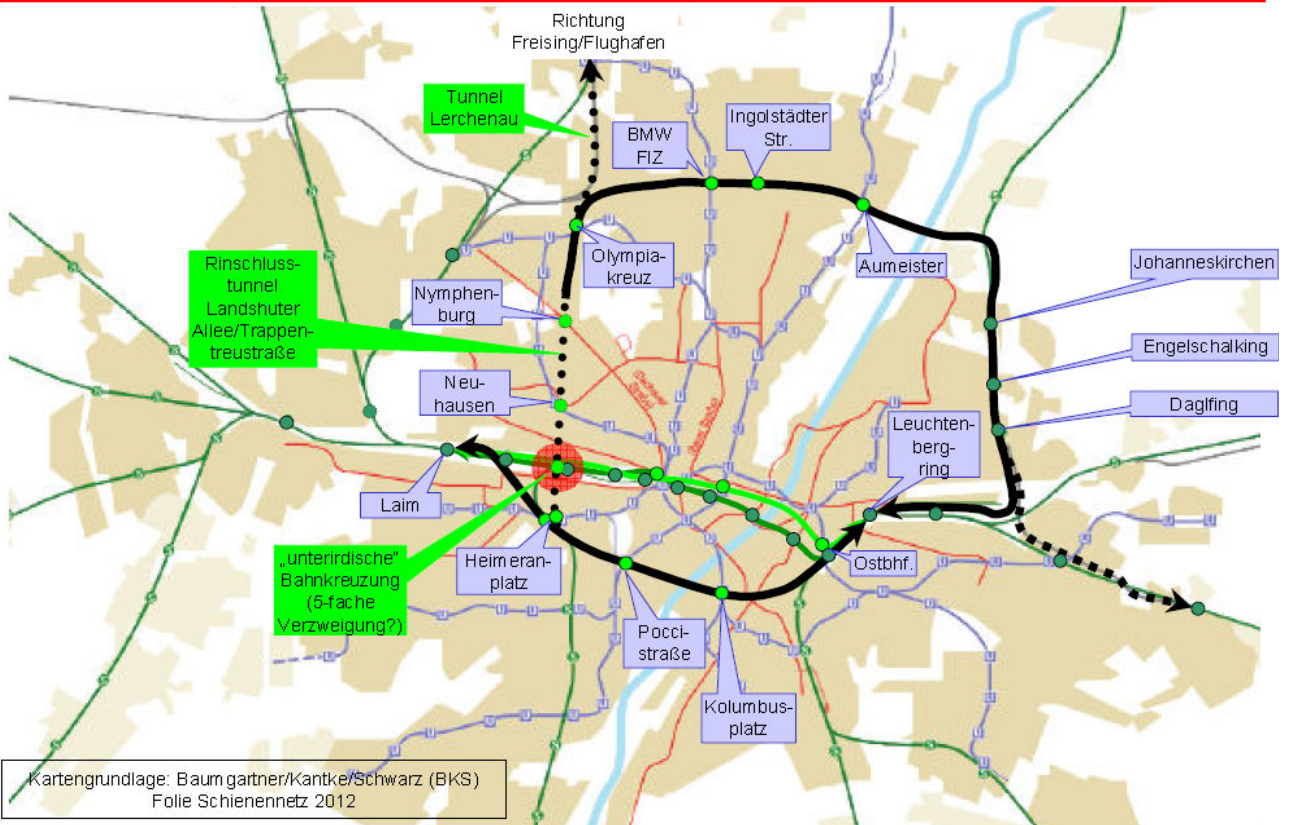 Richtung
Freising/Flughafen
Tunnel
Lerchenau
BMW
FIZ
Ingolstädter
Str.
Rinschluss-
tunnel
Landshuter
Allee/Trappen-
treustraße
Nymphen-
burg
Olympia-
kreuz
Aumeister
Johanneskirchen
Engelschalking
Daglfing
Neu-
hausen
Leuchten-
berg-
ring
Laim
„unterirdische"
Bahnkreuzung
(5-fache
Verzweigung?)
Heimeran-
platz
Ostbhf.
Pocci-
straße
Kolumbus-
platz
Kartengrundlage: Baumgartner/Kantke/Schwarz (BKS)
Folie Schienennetz 2012